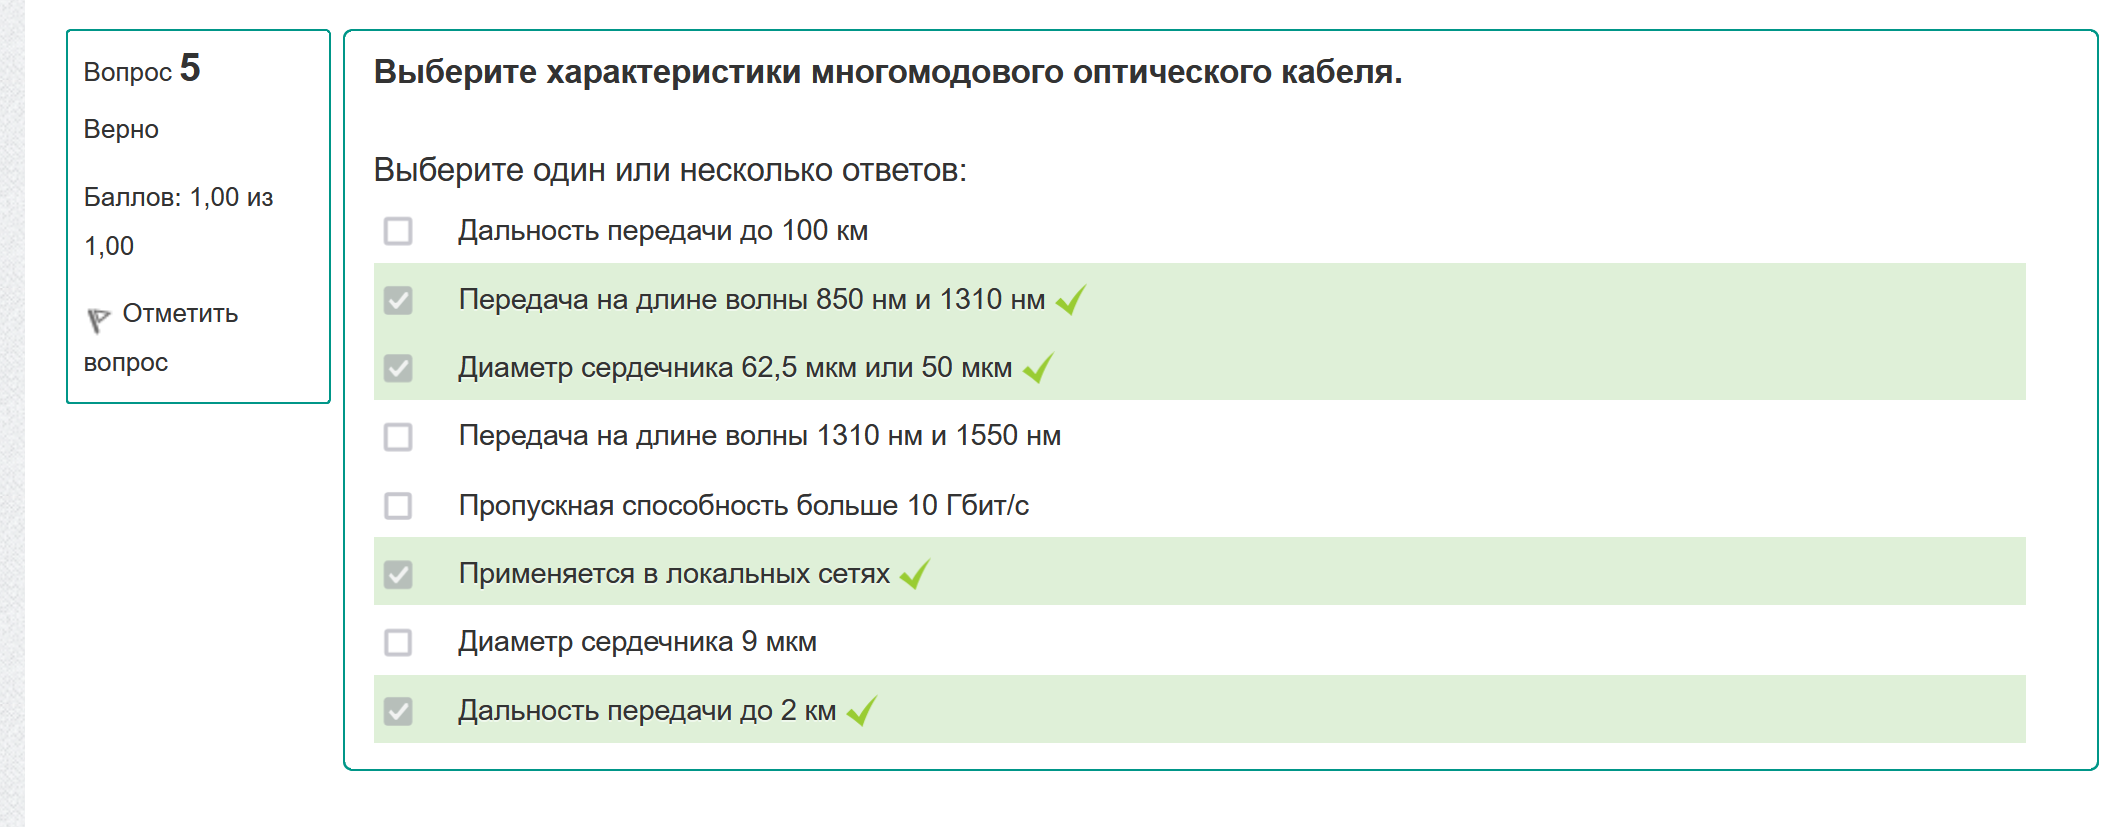 Вопрос 5
Верно
Баллов: 1,00 из
1,00
Отметить
вопрос
Выберите характеристики многомодового оптического кабеля.
Выберите один или несколько ответов:
Дальность передачи до 100 км
Передача на длине волны 850 нм и 1310 нм
Диаметр сердечника 62,5 мкм или 50 мкм
Передача на длине волны 1310 нм и 1550 нм
Пропускная способность больше 10 Гбит/с
Применяется в локальных сетях
Диаметр сердечника 9 мкм
Дальность передачи до 2 км